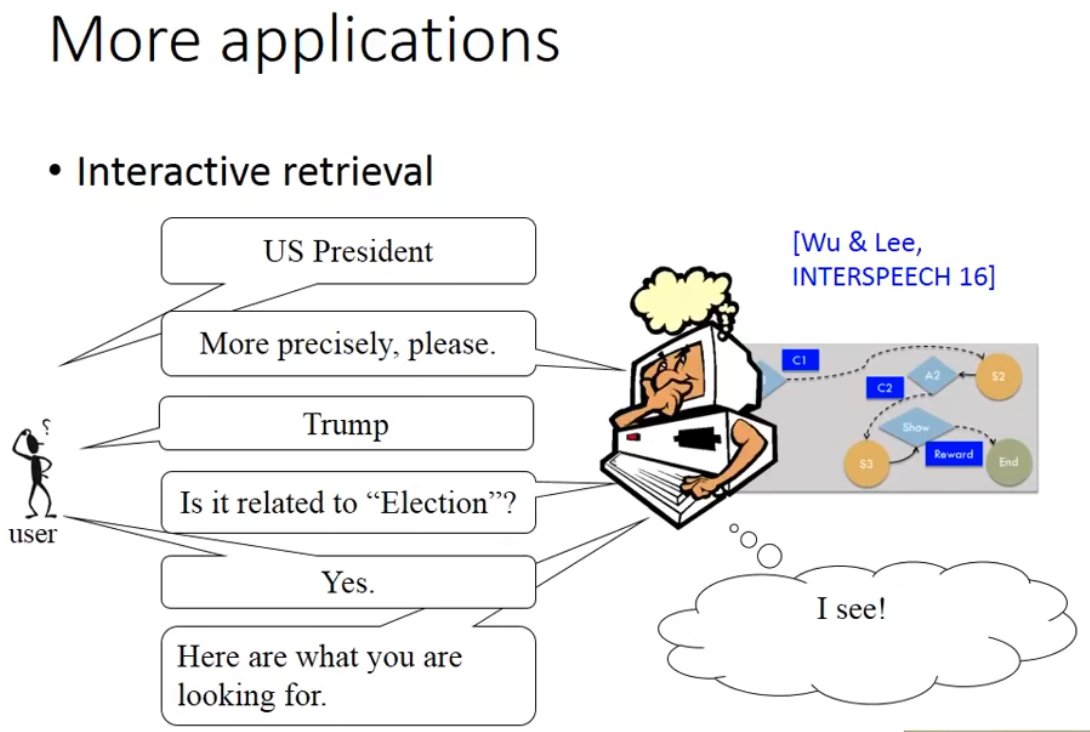 More applications
• Interactive retrieval
US President
More precisely, please.
Trump
Is it related to “Election”?
Yes.
Here are what you are
looking for.
user
[Wu & Lee,
INTERSPEECH 16]
C1
C2
A2
S2
Show
S3
Reward
End
I see!